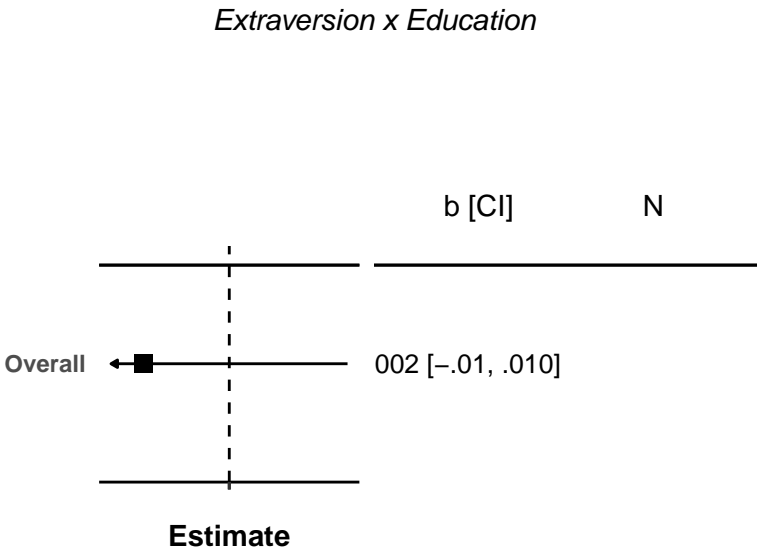 Extraversion x Education
b [CI] N
Overall 002 [−.01, .010]
Estimate